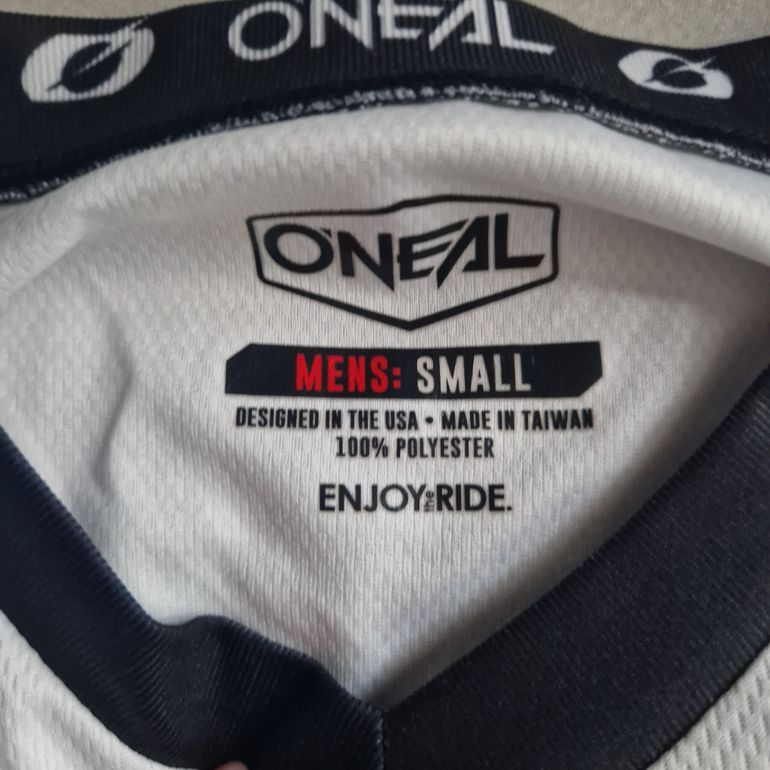 O'NEAL
O'NEAL
MENS: SMALL
DESIGNED IN THE USA • MADE IN TAIWAN
100% POLYESTER
ENJOY the RIDE.